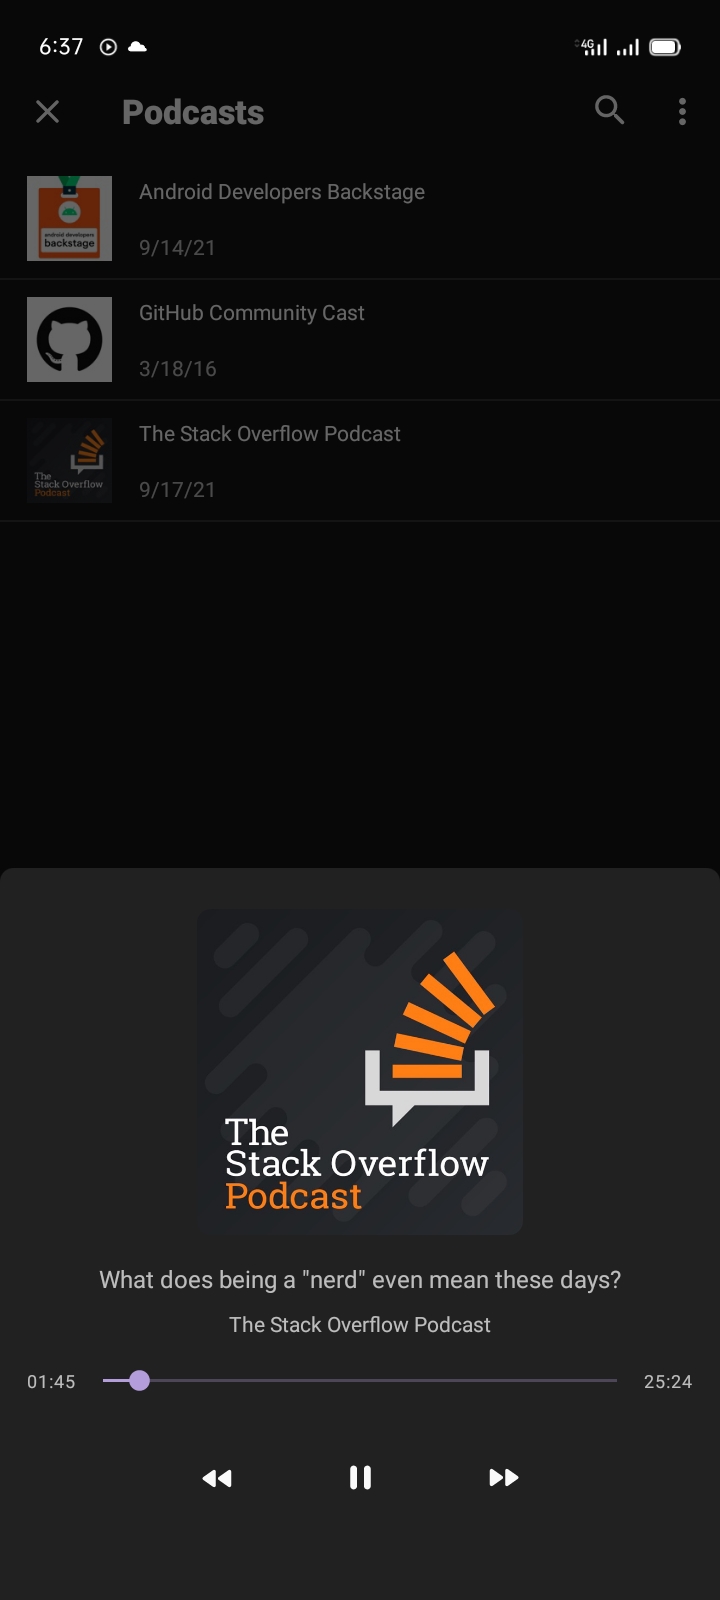 6:37
4G
Podcasts
Android Developers Backstage
android developers
backstage
9/14/21
GitHub Community Cast
3/18/16
The Stack Overflow Podcast
The
Stack Overflow
Podcast
9/17/21
The
Stack Overflow
Podcast
What does being a "nerd" even mean these days?
The Stack Overflow Podcast
01:45
25:24